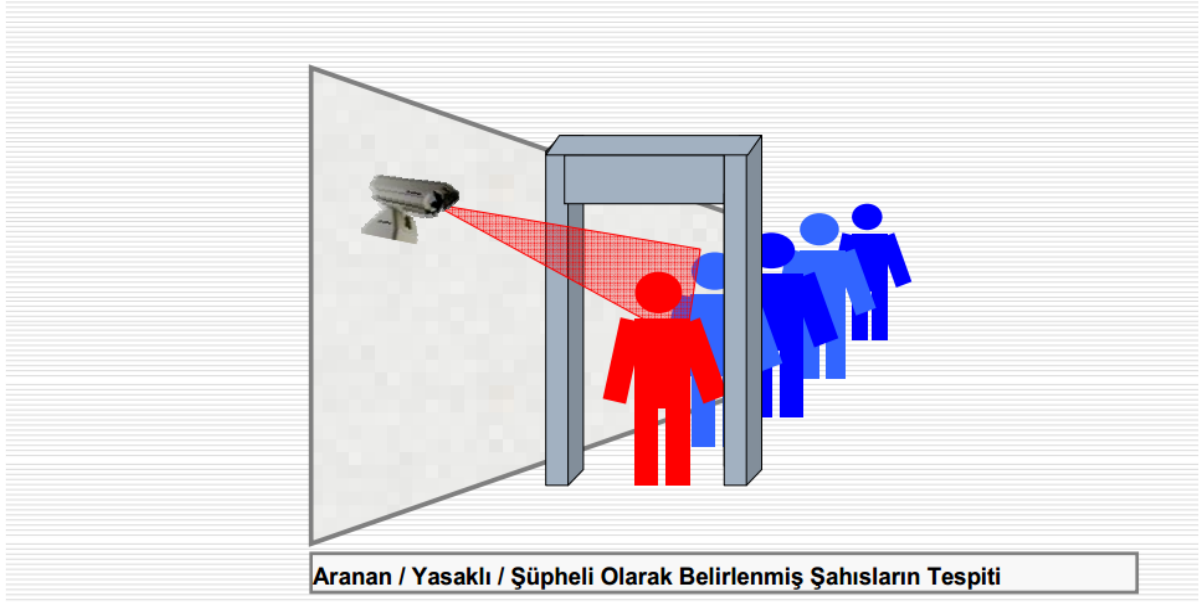 Aranan / Yasaklı / Şüpheli Olarak Belirlenmiş Şahısların Tespiti